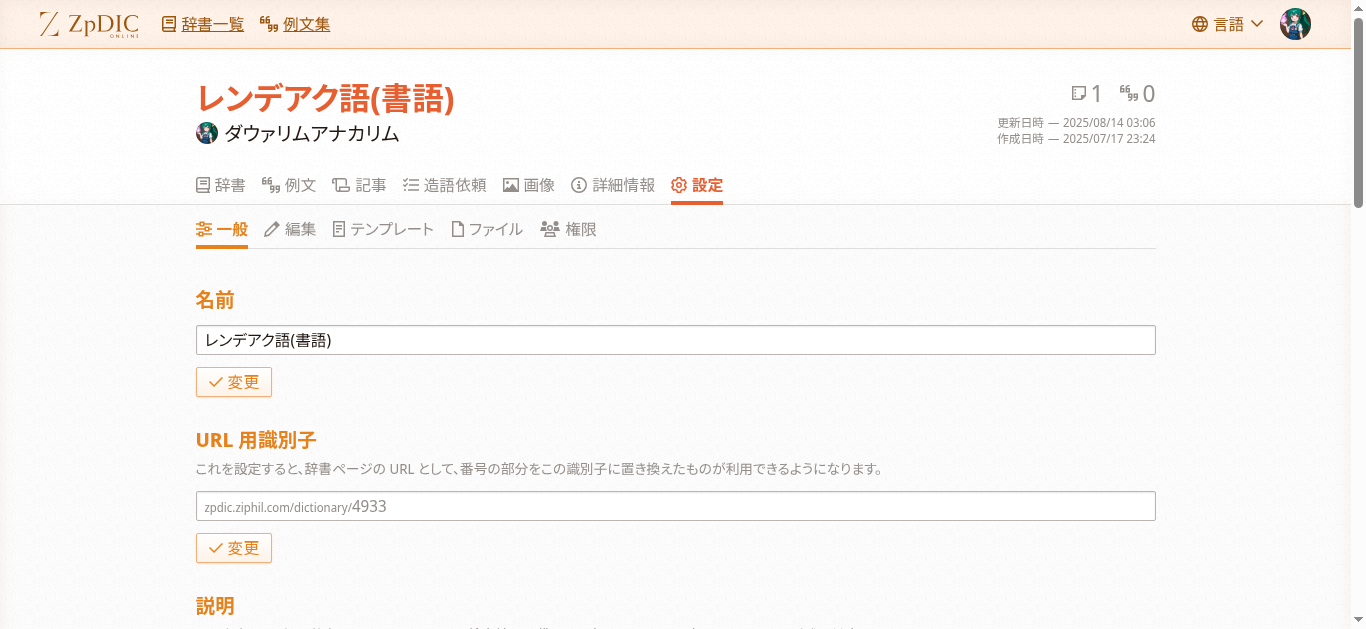 ZpDIC ONLINE 辞書一覧 例文集 言語
レンデアク語(書語)
1 0
ダウァリムアナカリム
更新日時 — 2025/08/14 03:06
作成日時 — 2025/07/17 23:24
辞書 例文 記事 造語依頼 画像 詳細情報 設定
一般 編集 テンプレート ファイル 権限
名前
レンデアク語(書語)
変更
URL 用識別子
これを設定すると、辞書ページの URL として、番号の部分をこの識別子に置き換えたものが利用できるようになります。
zpdic.ziphil.com/dictionary/4933
変更
説明